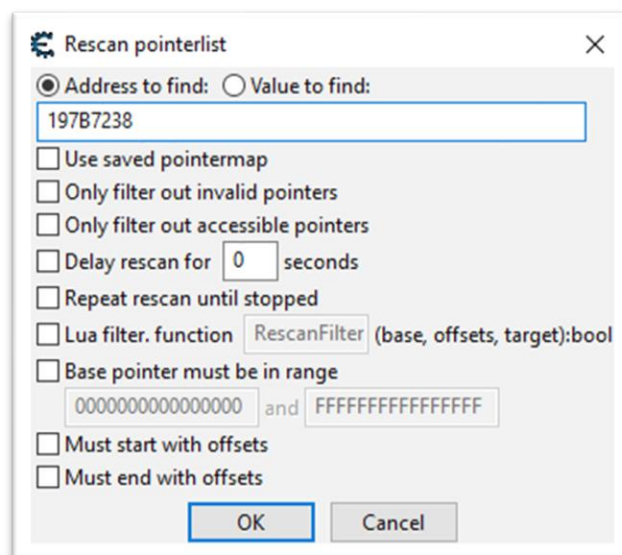 Rescan pointerlist
Address to find: Value to find:
197B7238
Use saved pointermap
Only filter out invalid pointers
Only filter out accessible pointers
Delay rescan for 0 seconds
Repeat rescan until stopped
Lua filter. function RescanFilter (base, offsets, target):bool
Base pointer must be in range
0000000000000000 and FFFFFFFFFFFFFFFF
Must start with offsets
Must end with offsets
OK Cancel